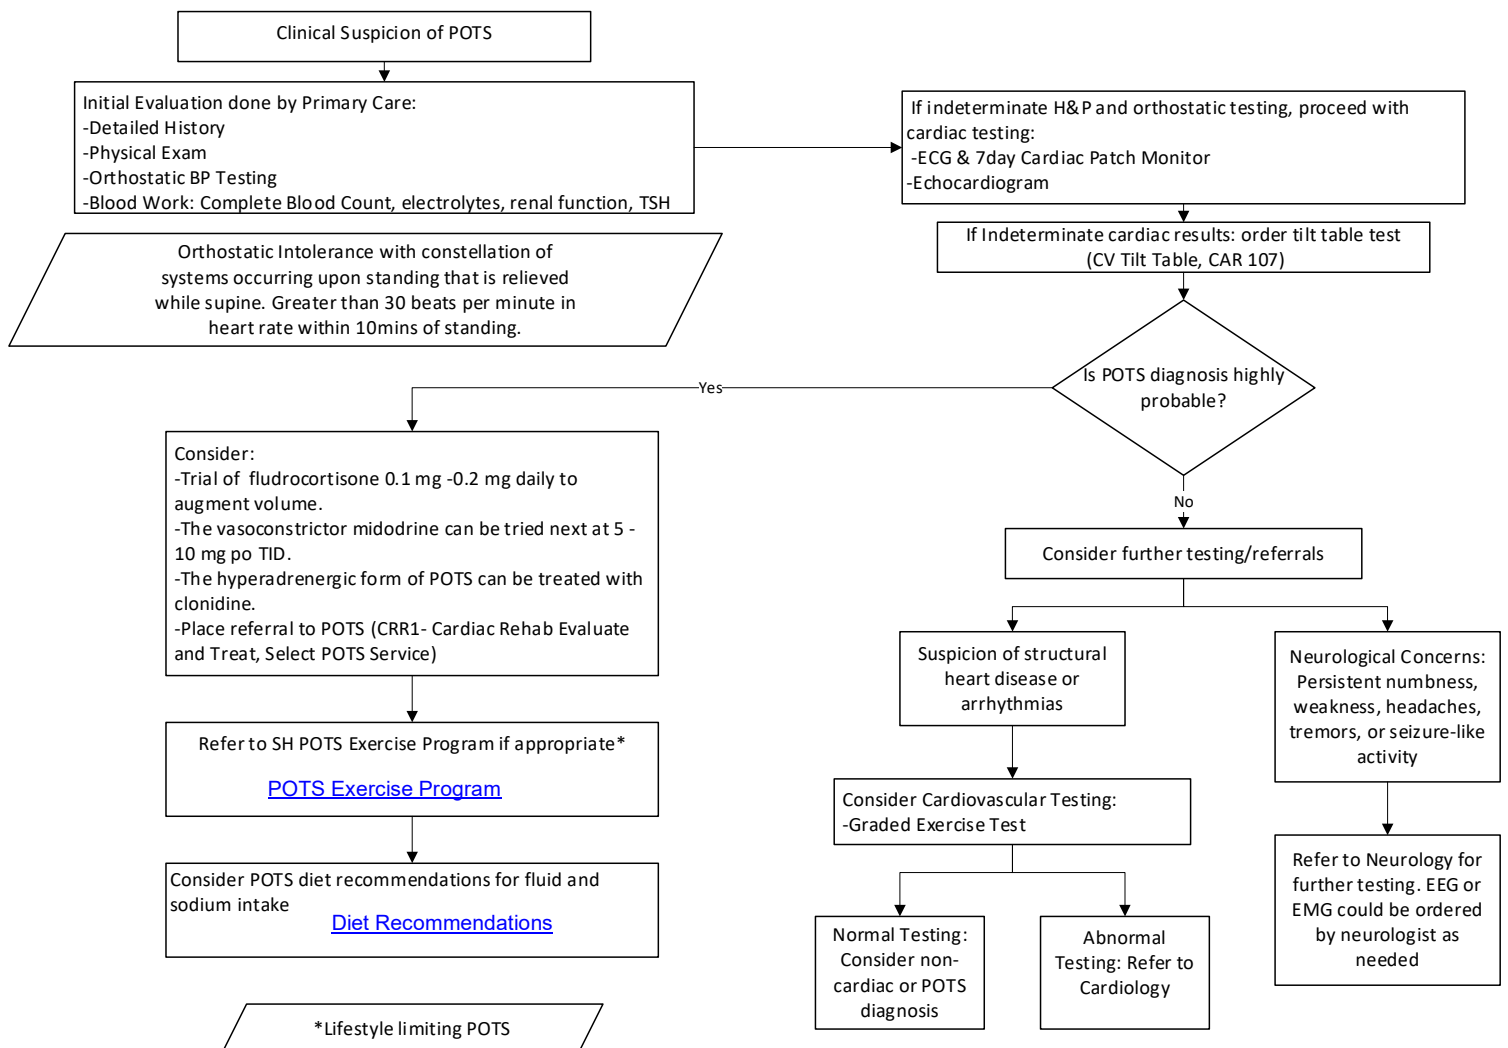 Clinical Suspicion of POTS
Initial Evaluation done by Primary Care:
-Detailed History
-Physical Exam
-Orthostatic BP Testing
-Blood Work: Complete Blood Count, electrolytes, renal function, TSH
If indeterminate H&P and orthostatic testing, proceed with
cardiac testing:
-ECG & 7day Cardiac Patch Monitor
-Echocardiogram
Orthostatic Intolerance with constellation of
systems occurring upon standing that is relieved
while supine. Greater than 30 beats per minute in
heart rate within 10mins of standing.
If Indeterminate cardiac results: order tilt table test
(CV Tilt Table, CAR 107)
Is POTS diagnosis highly
probable?
Yes
No
Consider:
-Trial of fludrocortisone 0.1 mg -0.2 mg daily to
augment volume.
-The vasoconstrictor midodrine can be tried next at 5 -
10 mg po TID.
-The hyperadrenergic form of POTS can be treated with
clonidine.
-Place referral to POTS (CRR1- Cardiac Rehab Evaluate
and Treat, Select POTS Service)
Refer to SH POTS Exercise Program if appropriate*
POTS Exercise Program
Consider POTS diet recommendations for fluid and
sodium intake
Diet Recommendations
*Lifestyle limiting POTS
Consider further testing/referrals
Suspicion of structural
heart disease or
arrhythmias
Neurological Concerns:
Persistent numbness,
weakness, headaches,
tremors, or seizure-like
activity
Consider Cardiovascular Testing:
-Graded Exercise Test
Normal Testing:
Consider non-
cardiac or POTS
diagnosis
Abnormal
Testing: Refer to
Cardiology
Refer to Neurology for
further testing. EEG or
EMG could be ordered
by neurologist as
needed